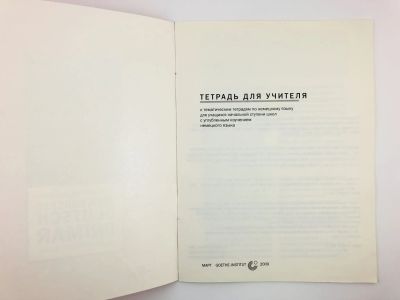 ТЕТРАДЬ ДЛЯ УЧИТЕЛЯ
к тематическим тетрадям по немецкому языку
для учащихся начальной ступени школ
с углубленным изучением
немецкого языка
МАРТ GOETHE-INSTITUT 2000